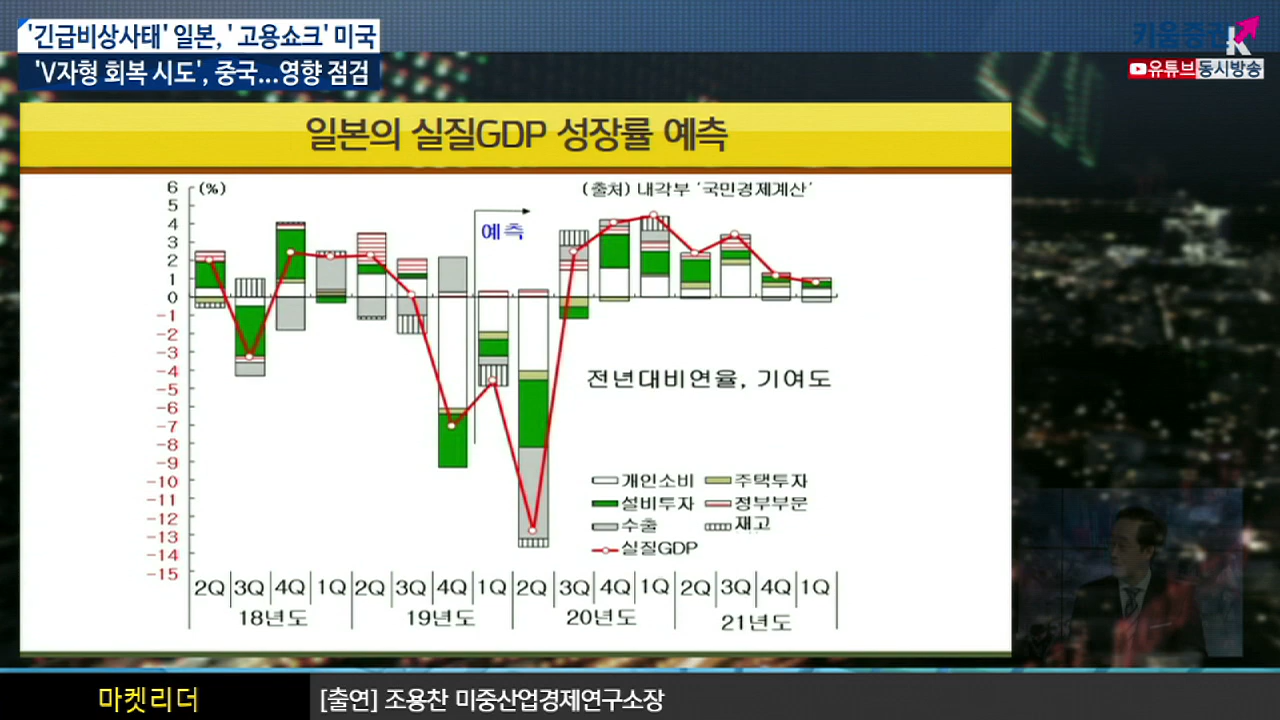 '긴급비상사태' 일본, ' 고용쇼크' 미국
'V자형 회복 시도', 중국...영향 점검
키움증권
유튜브동시방송
일본의 실질GDP 성장률 예측
(%)
(출처) 내각부 '국민경제계산'
예측
6
5
4
3
2
1
0
-1
-2
-3
-4
-5
-6
-7
-8
-9
-10
-11
-12
-13
-14
-15
전년대비연율, 기여도
개인소비 주택투자
설비투자 정부부문
수출 재고
실질GDP
2Q 3Q 4Q 1Q 2Q 3Q 4Q 1Q 2Q 3Q 4Q 1Q 2Q 3Q 4Q 1Q
18년도 19년도 20년도 21년도
마켓리더
[출연] 조용찬 미중산업경제연구소장